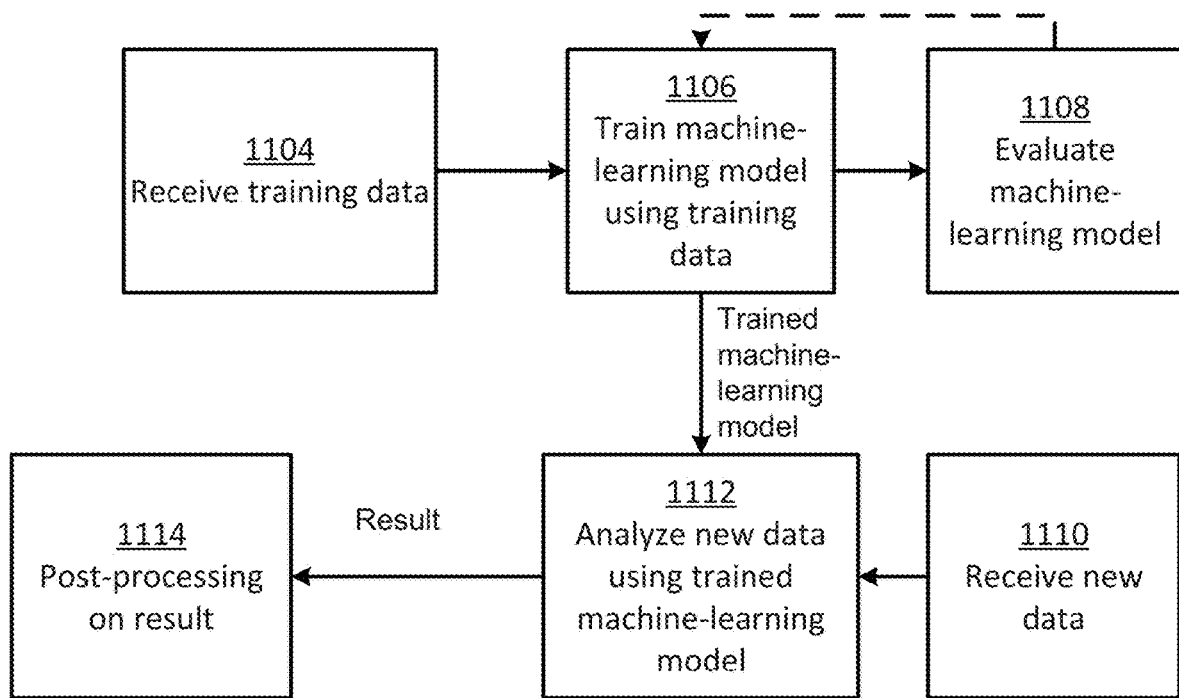 1104
Receive training data
1106
Train machine-
learning model
using training
data
1108
Evaluate
machine-
learning model
Trained
machine-
learning
model
1114
Post-processing
on result
Result
1112
Analyze new data
using trained
machine-learning
model
1110
Receive new
data